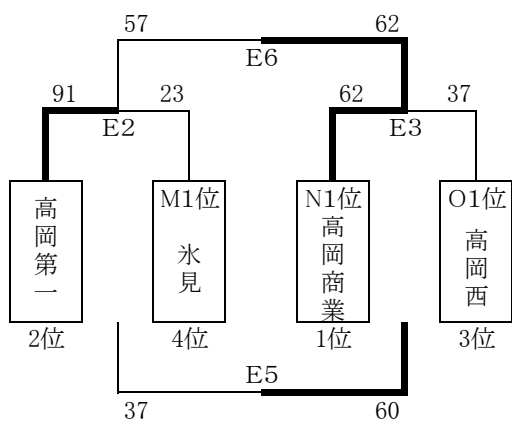 57 62
E6
91 23 62 37
E2 E3
高岡第一
M1位
氷見
N1位
高岡商業
O1位
高岡西
2位 4位 1位 3位
E5
37 60